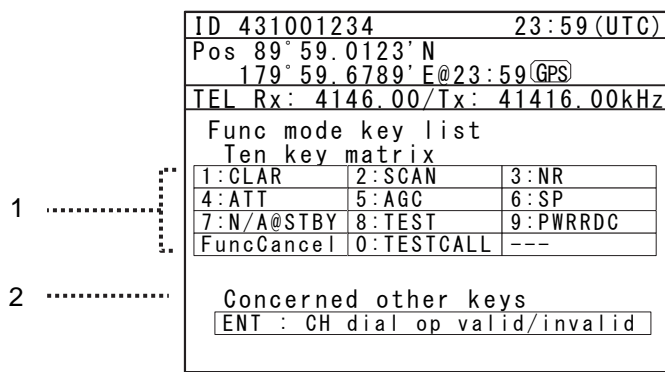 ID 431001234 23:59(UTC)
Pos 89°59.0123'N
179°59.6789'E@23:59 GPS
TEL Rx: 4146.00/Tx: 41416.00kHz
Func mode key list
Ten key matrix
1:CLAR 2:SCAN 3:NR
1 4:ATT 5:AGC 6:SP
7:N/A@STBY 8:TEST 9:PWRRDC
FuncCancel 0:TESTCALL ---
2 Concerned other keys
ENT : CH dial op valid/invalid